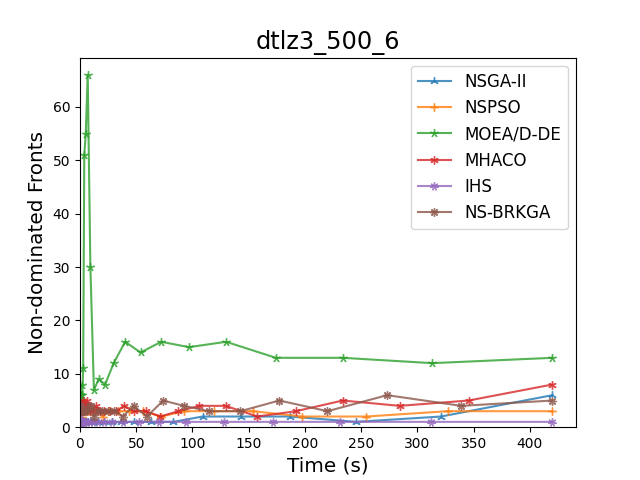 dtlz3_500_6
NSGA-II
NSPSO
MOEA/D-DE
MHACO
IHS
NS-BRKGA
Non-dominated Fronts
60
50
40
30
20
10
0
0 50 100 150 200 250 300 350 400
Time (s)